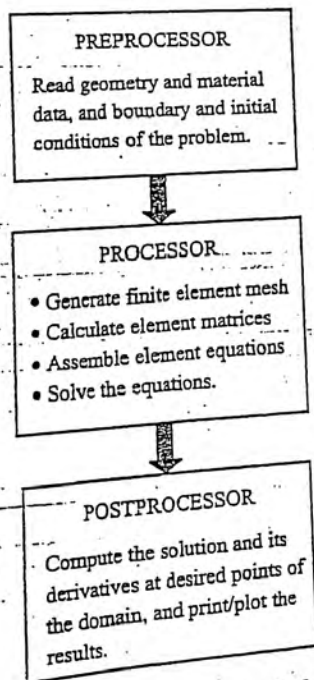 PREPROCESSOR
Read geometry and material
data, and boundary and initial
conditions of the problem.
PROCESSOR
• Generate finite element mesh
• Calculate element matrices
• Assemble element equations
• Solve the equations.
POSTPROCESSOR
Compute the solution and its
derivatives at desired points of
the domain, and print/plot the
results.